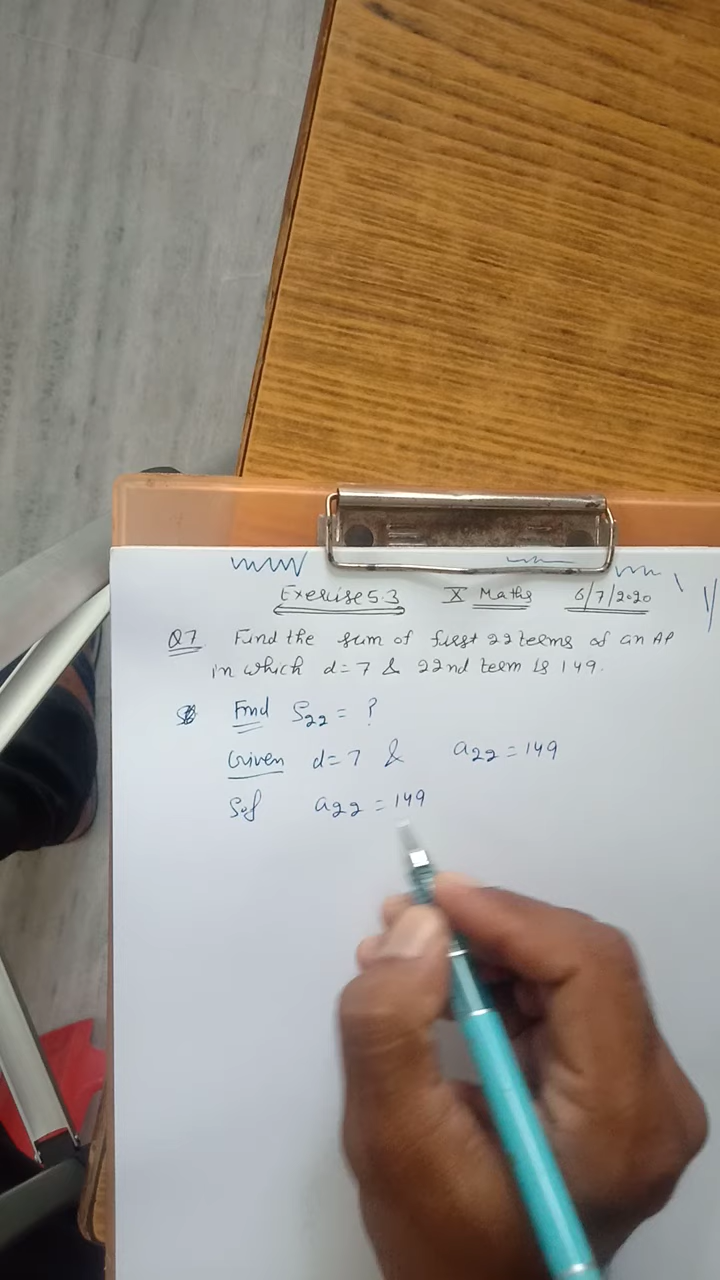 Exercise 5.3 X Maths 6/7/2020
Q7 Find the sum of first 22 terms of an AP
in which d=7 & 22nd term is 149.
Find S22 = ?
Given d=7 & a22 = 149
Sol a22 = 149